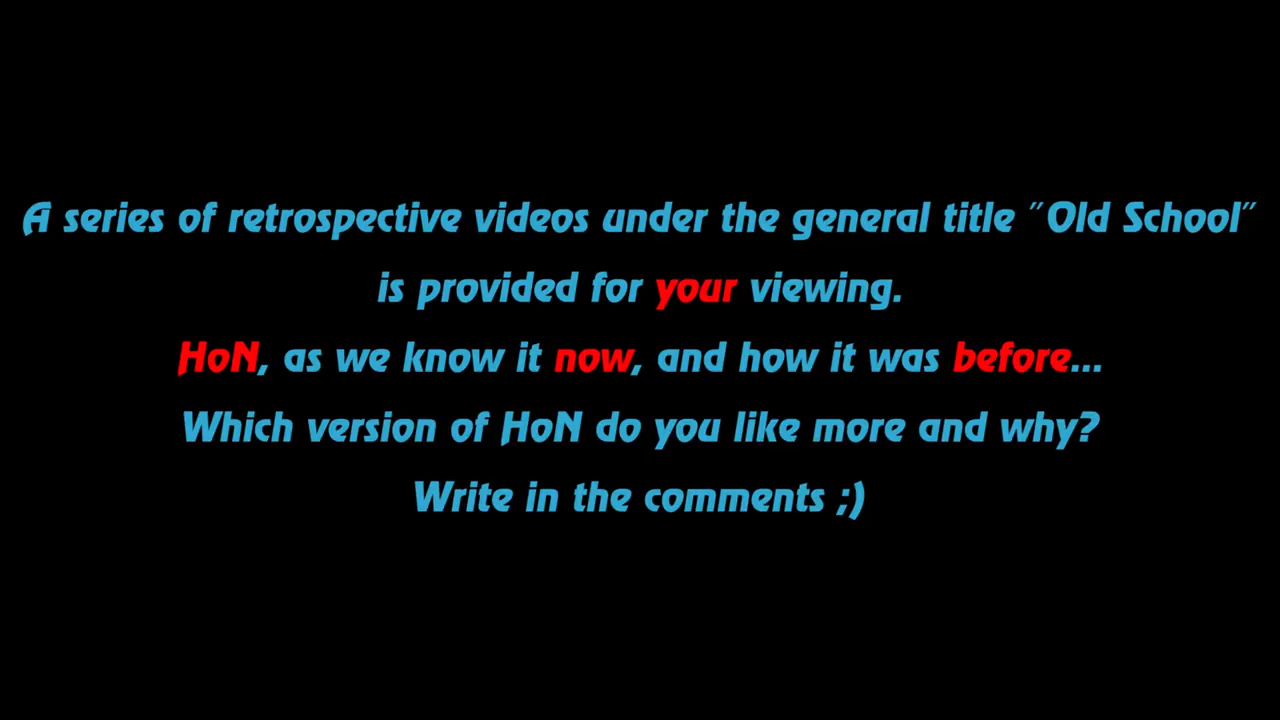 A series of retrospective videos under the general title "Old School"
is provided for your viewing.
HoN, as we know it now, and how it was before...
Which version of HoN do you like more and why?
Write in the comments ;)